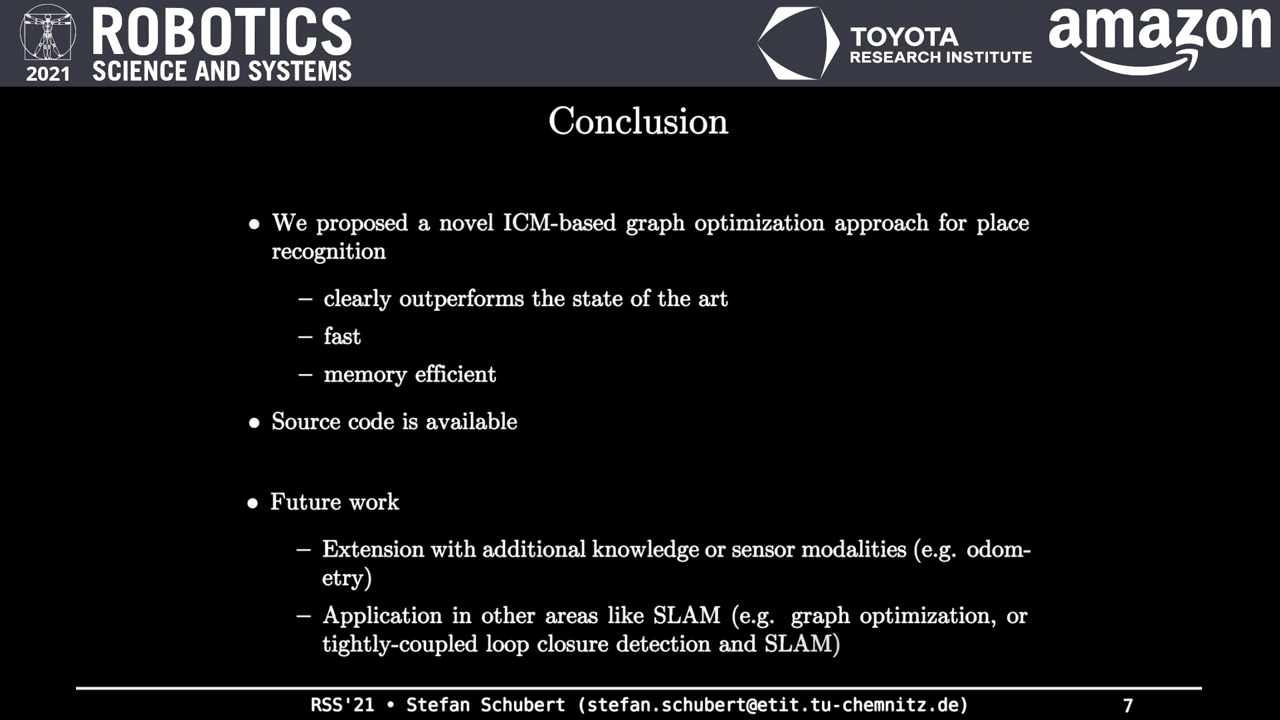 ROBOTICS
2021 SCIENCE AND SYSTEMS
TOYOTA
RESEARCH INSTITUTE
amazon
Conclusion
• We proposed a novel ICM-based graph optimization approach for place
recognition
– clearly outperforms the state of the art
– fast
– memory efficient
• Source code is available
• Future work
– Extension with additional knowledge or sensor modalities (e.g. odom-
etry)
– Application in other areas like SLAM (e.g. graph optimization, or
tightly-coupled loop closure detection and SLAM)
RSS'21 • Stefan Schubert (stefan.schubert@etit.tu-chemnitz.de) 7